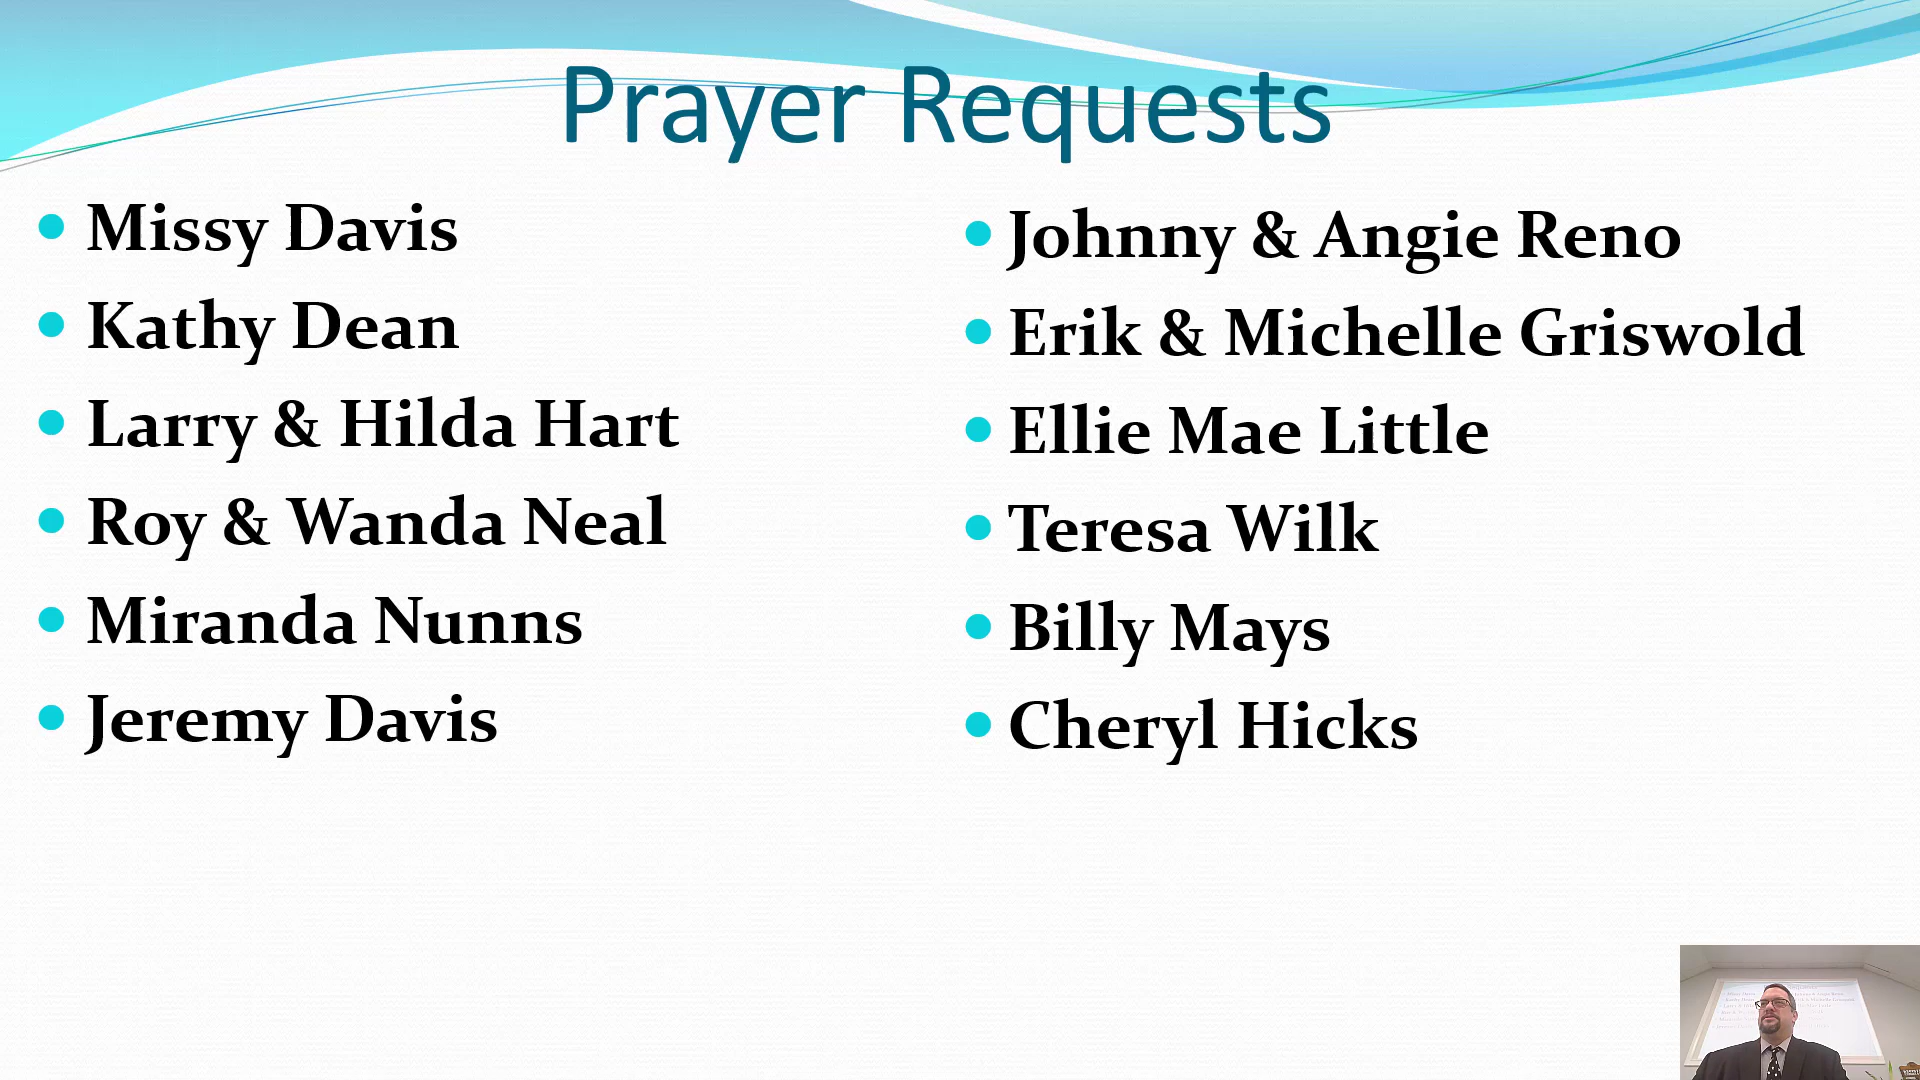 Prayer Requests
Missy Davis
Kathy Dean
Larry & Hilda Hart
Roy & Wanda Neal
Miranda Nunns
Jeremy Davis
Johnny & Angie Reno
Erik & Michelle Griswold
Ellie Mae Little
Teresa Wilk
Billy Mays
Cheryl Hicks